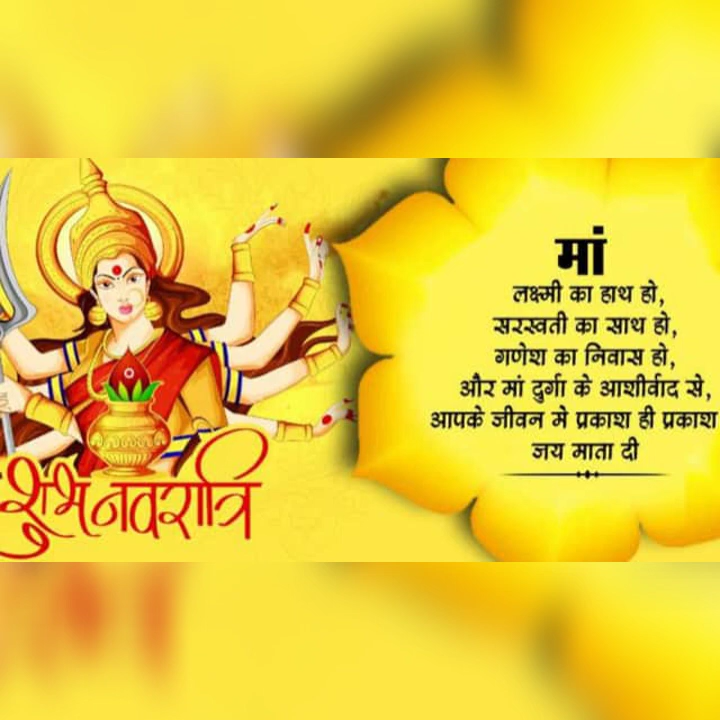 शुभ नवरात्रि
मां
लक्ष्मी का हाथ हो,
सरस्वती का साथ हो,
गणेश का निवास हो,
और मां दुर्गा के आशीर्वाद से,
आपके जीवन मे प्रकाश ही प्रकाश
जय माता दी